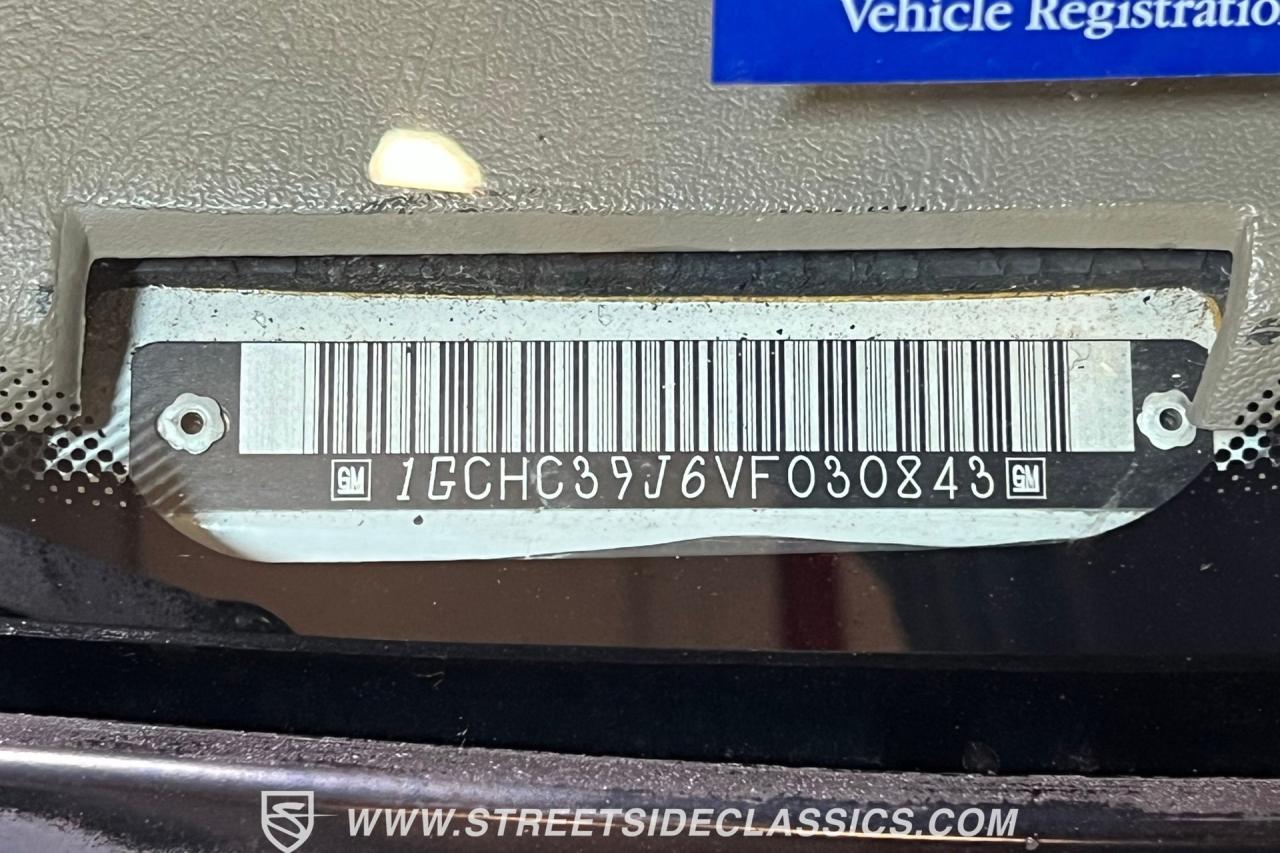 Vehicle Registratio
GM 1GCHC39J6VF030843 GM
S WWW.STREETSIDECLASSICS.COM